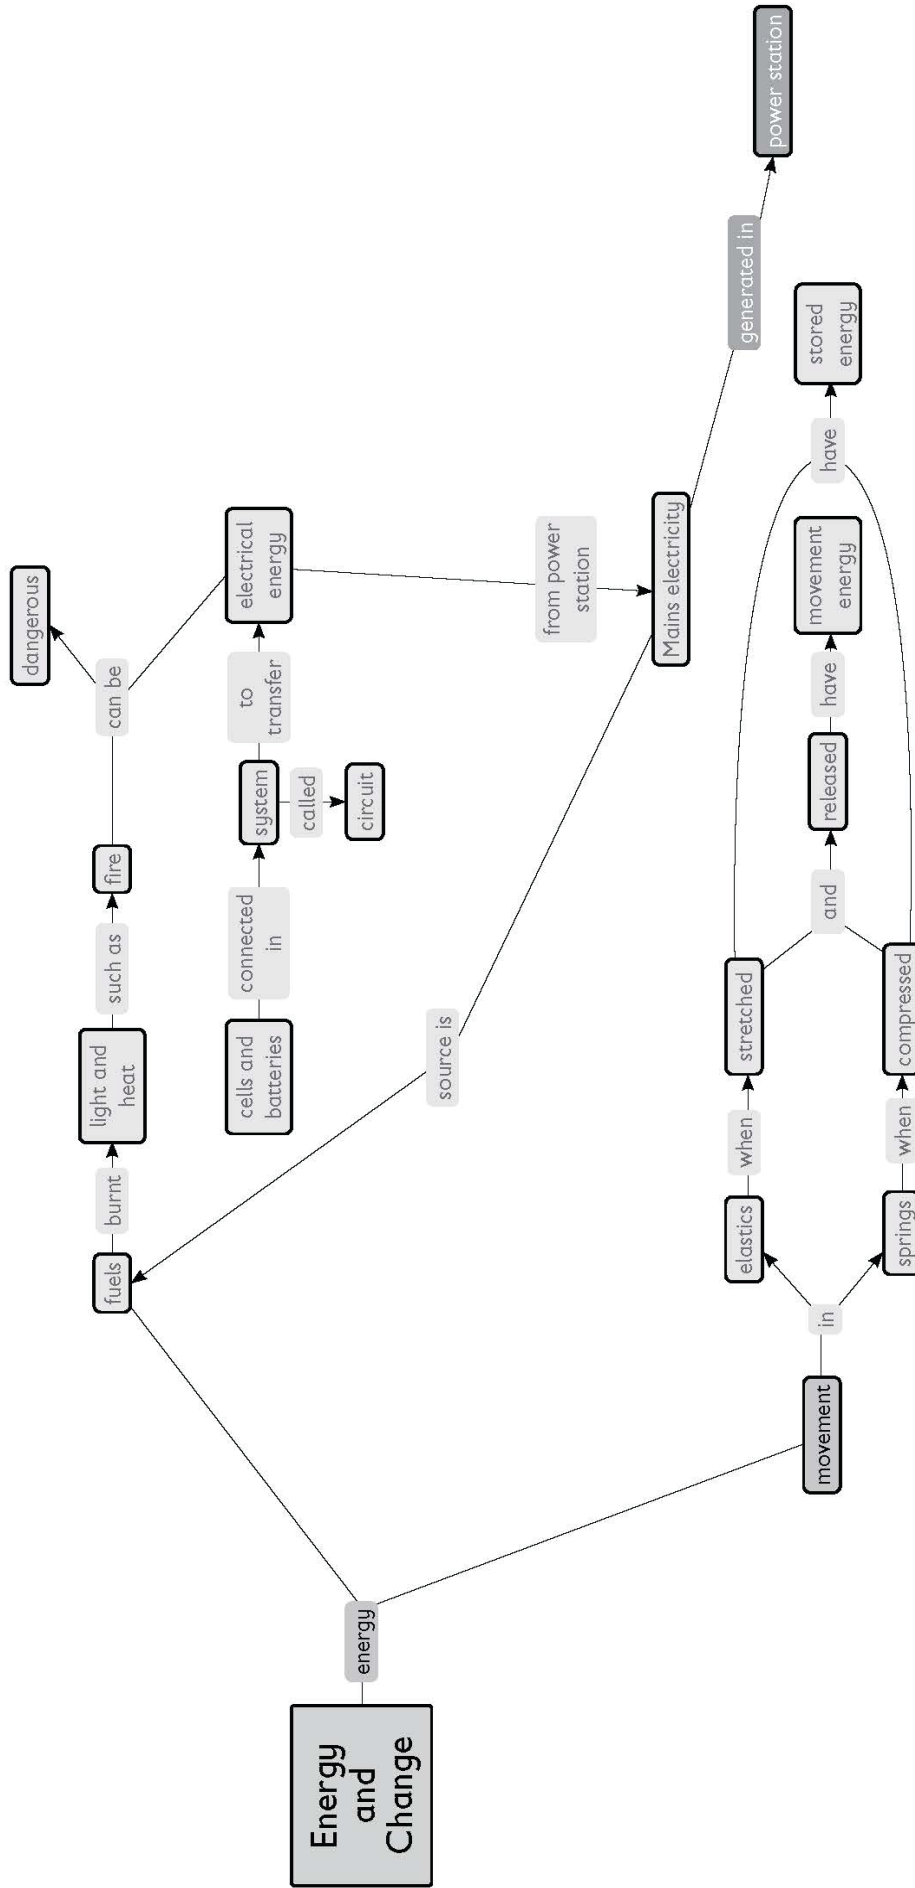 Energy
and
Change
energy
fuels
burnt
light and
heat
such as
fire
can be
dangerous
cells and
batteries
connected
in
system
called
circuit
to
transfer
electrical
energy
from power
station
Mains electricity
source is
generated in
power station
movement
in
elastics
when
stretched
springs
when
compressed
and
released
have
movement
energy
have
stored
energy